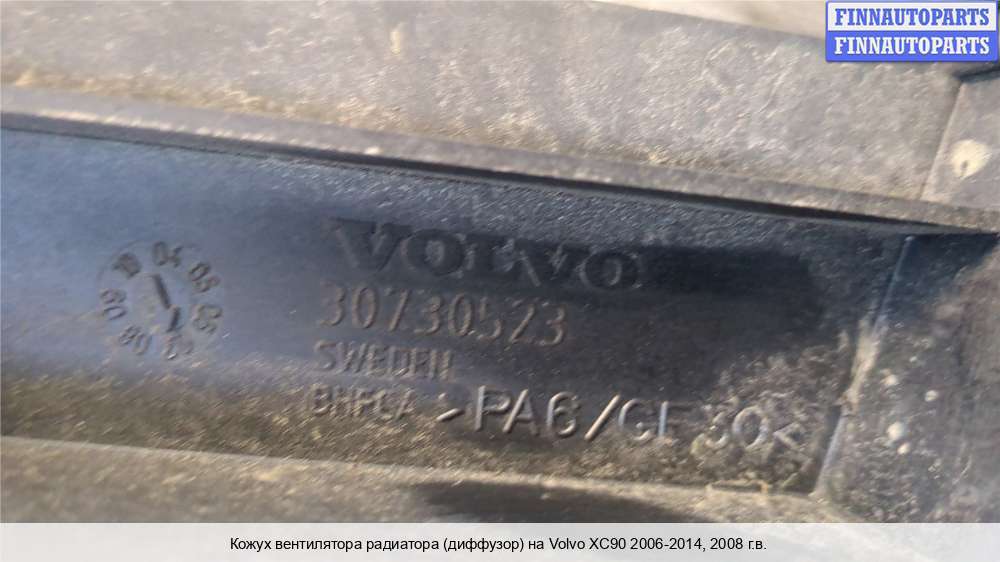 FINNAUTOPARTS
FINNAUTOPARTS
VOLVO
30730523
SWEDEN
>PA6/GF30<
Кожух вентилятора радиатора (диффузор) на Volvo XC90 2006-2014, 2008 г.в.